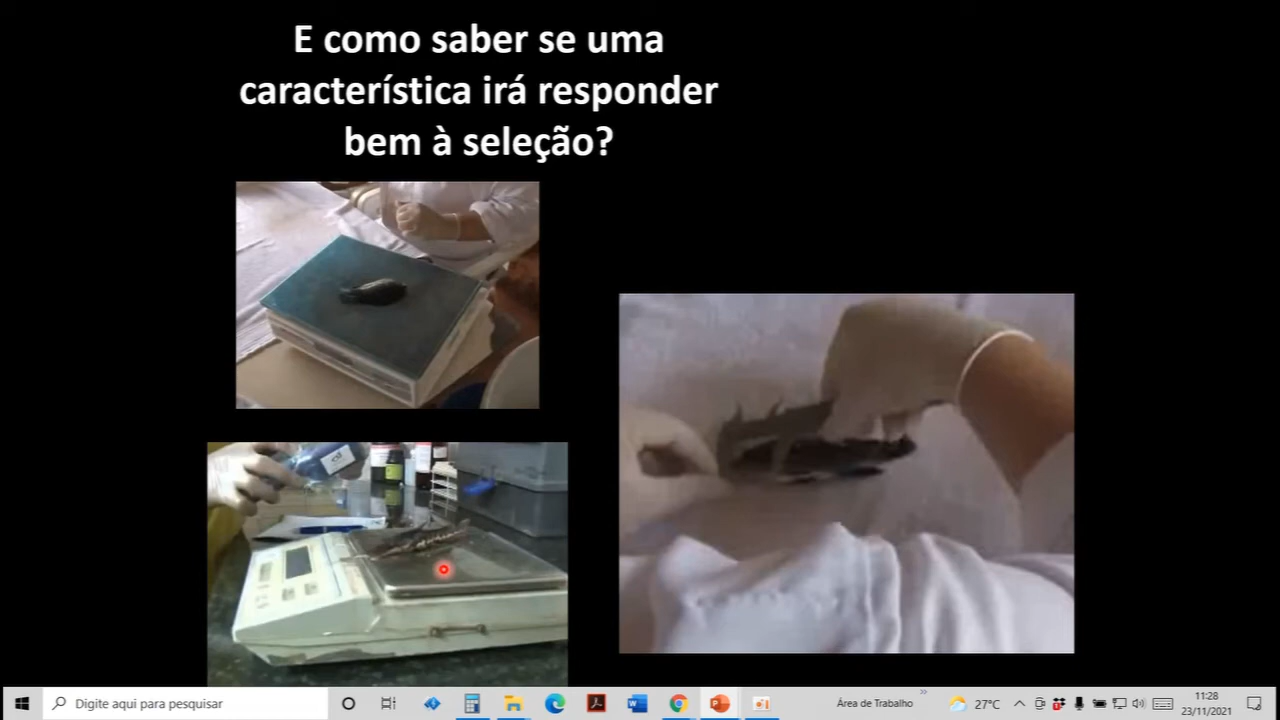 E como saber se uma
característica irá responder
bem à seleção?
Digite aqui para pesquisar
Área de Trabalho
»
27°C
11:28
23/11/2021